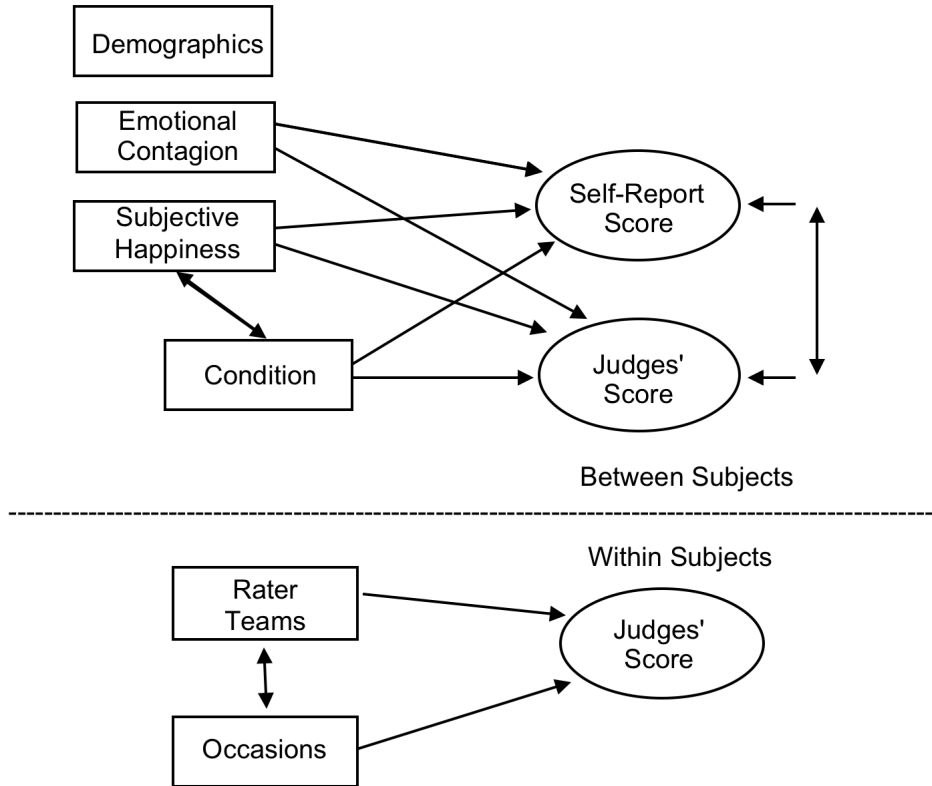 Demographics
Emotional
Contagion
Subjective
Happiness
Condition
Self-Report
Score
Judges'
Score
Between Subjects
Within Subjects
Rater
Teams
Occasions
Judges'
Score